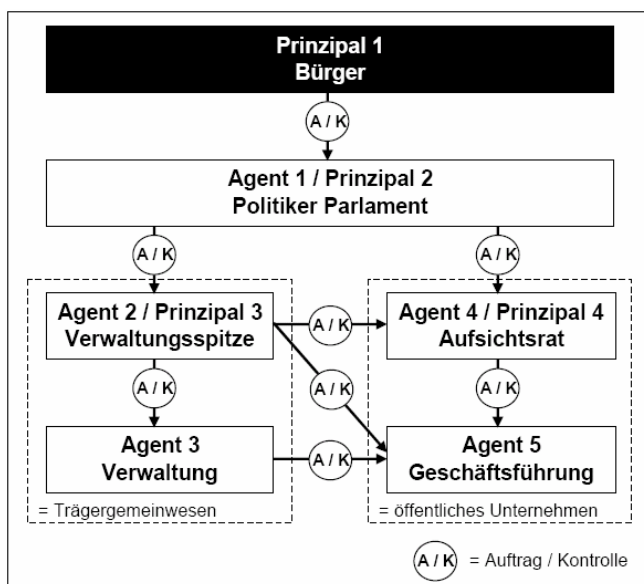 Prinzipal 1
Bürger
A / K
Agent 1 / Prinzipal 2
Politiker Parlament
A / K
A / K
Agent 2 / Prinzipal 3
Verwaltungsspitze
A / K
Agent 4 / Prinzipal 4
Aufsichtsrat
A / K
A / K
A / K
Agent 3
Verwaltung
A / K
Agent 5
Geschäftsführung
= Trägergemeinwesen
= öffentliches Unternehmen
A / K = Auftrag / Kontrolle